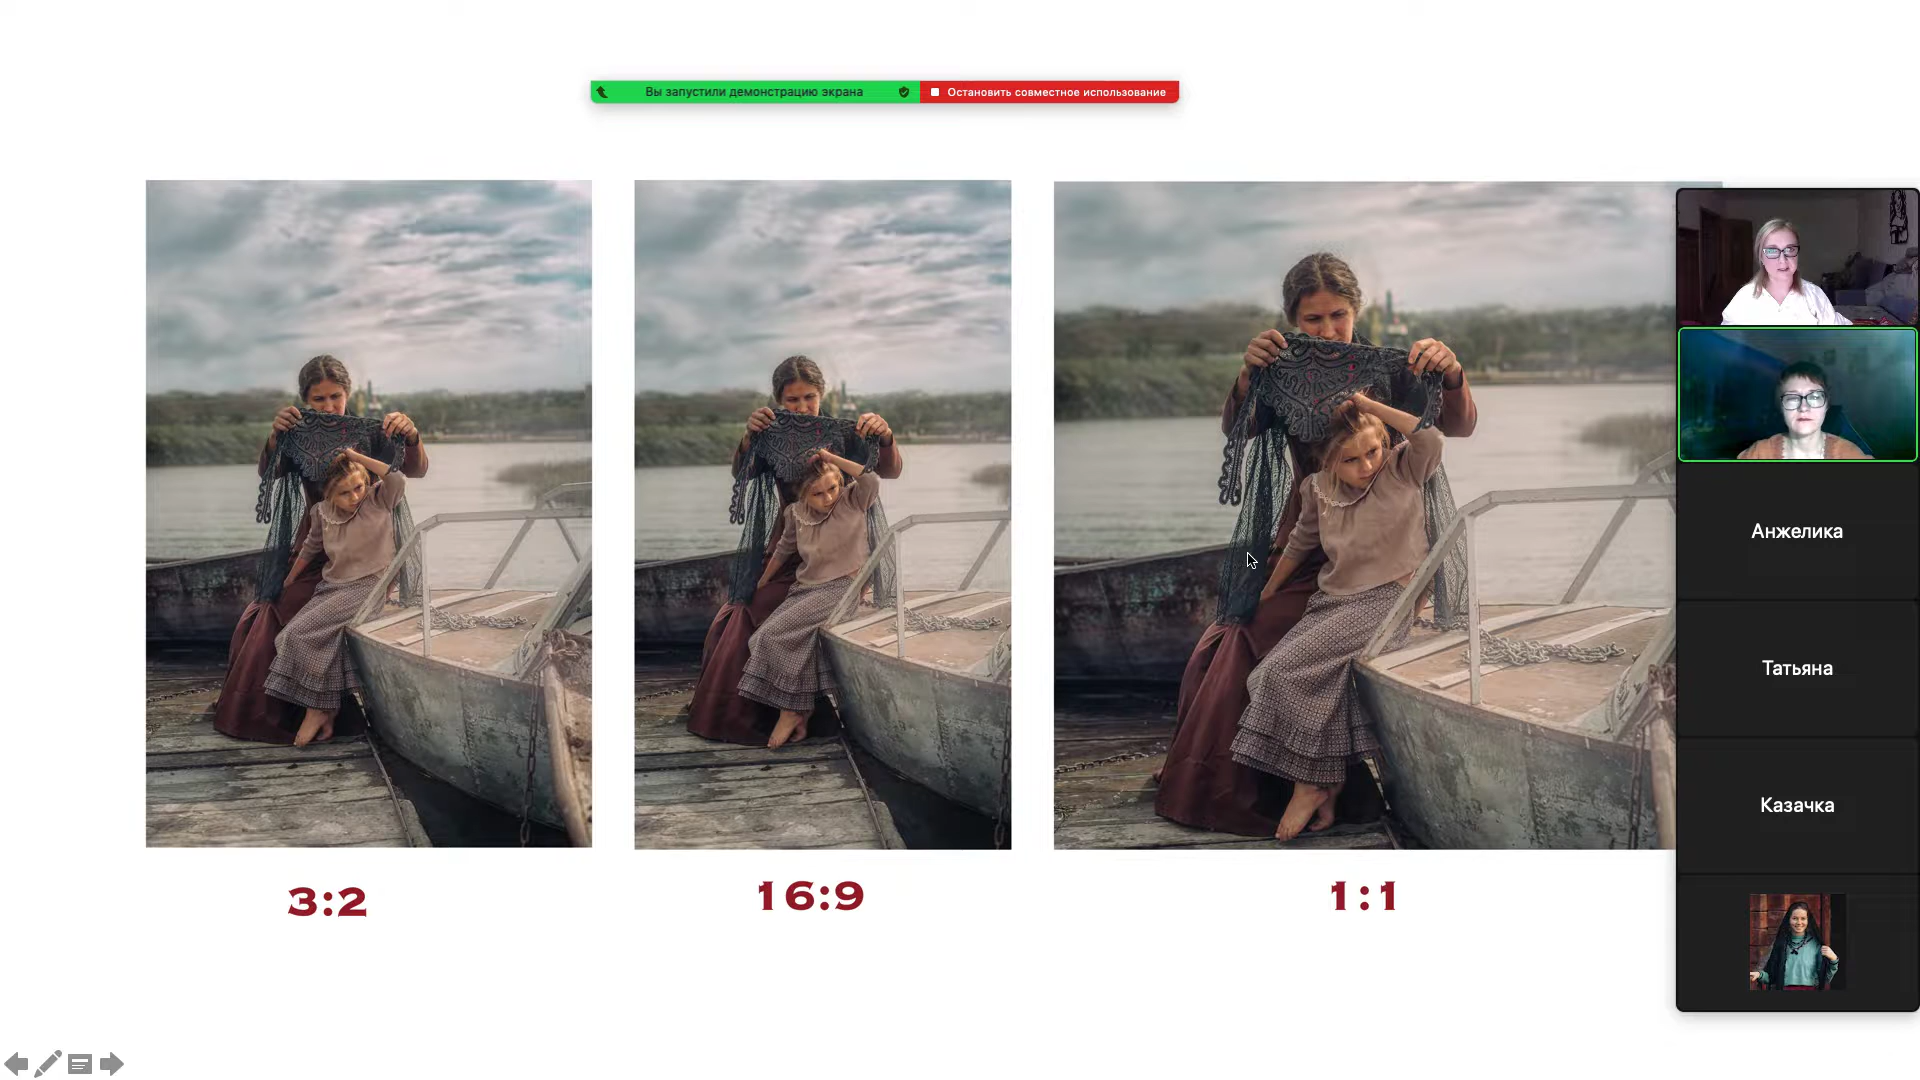 Вы запустили демонстрацию экрана
Остановить совместное использование
3:2
16:9
1:1
Анжелика
Татьяна
Казачка